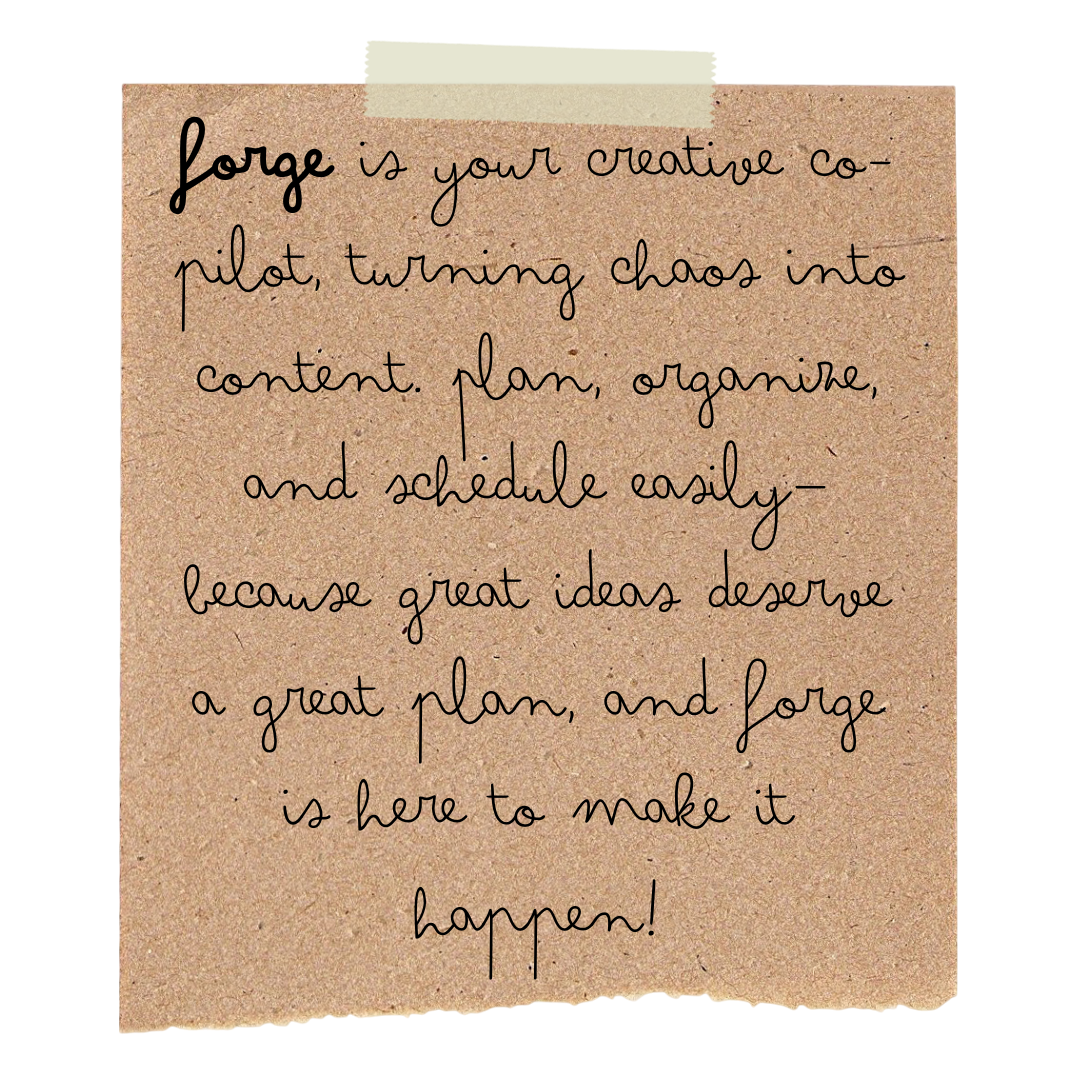 forge is your creative co-
pilot, turning chaos into
content. plan, organize,
and schedule easily—
because great ideas deserve
a great plan, and forge
is here to make it
happen!